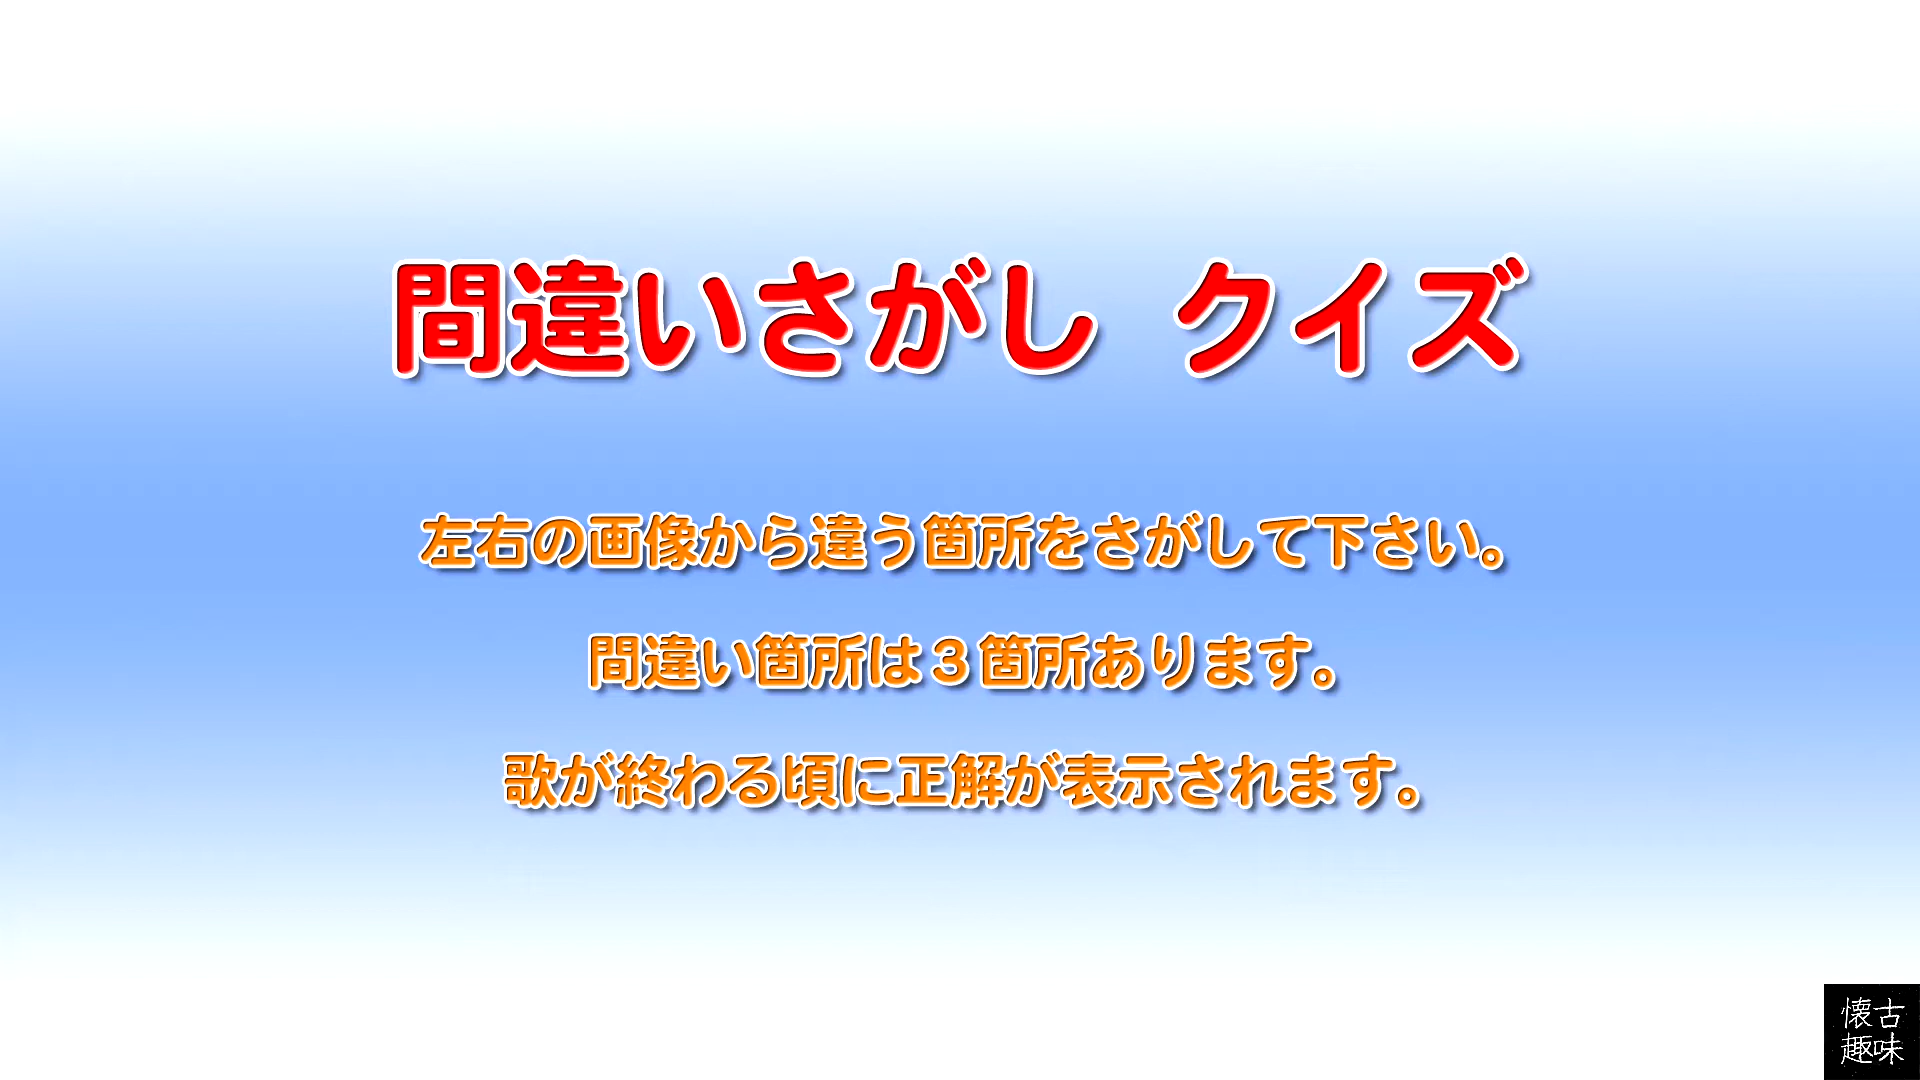 間違いさがし クイズ
左右の画像から違う箇所をさがして下さい。
間違い箇所は３箇所あります。
歌が終わる頃に正解が表示されます。
懐古
趣味